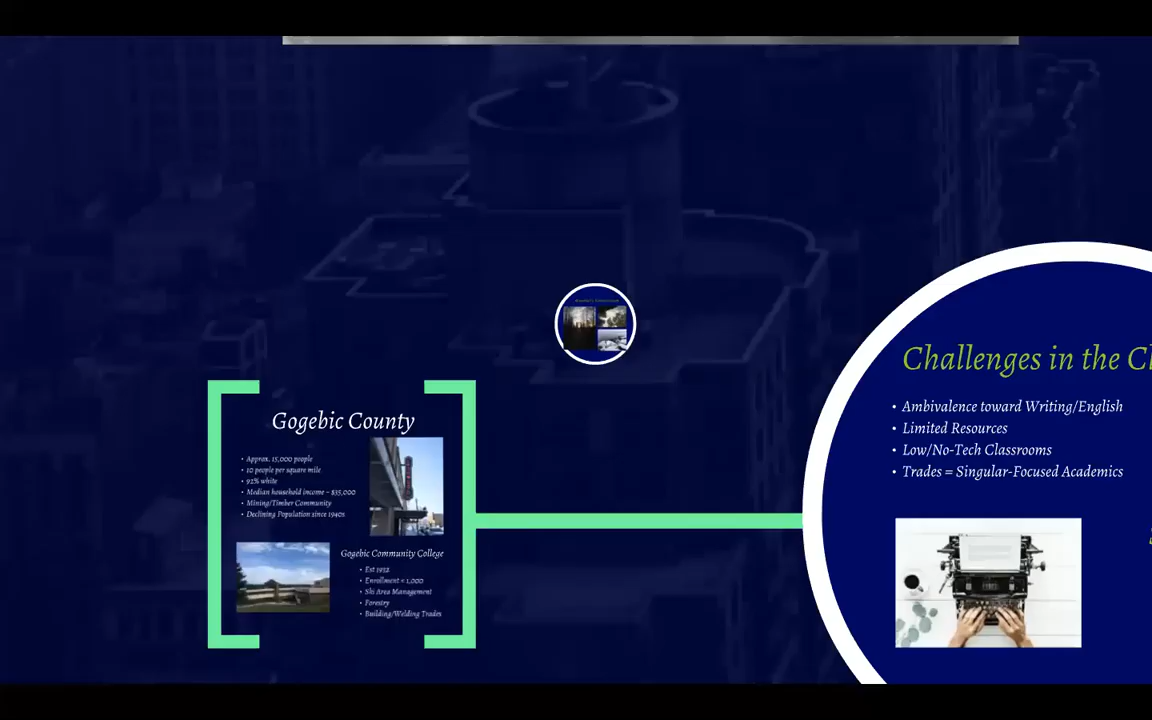 Gogebic County
• Approx. 15,000 people
• 10 people per square mile
• 92% white
• Median household income ~ $35,000
• Mining/Timber Community
• Declining Population since 1940s
Gogebic Community College
• Est 1932
• Enrollment < 1,000
• Ski Area Management
• Forestry
• Building/Welding Trades
Challenges in the Cl
• Ambivalence toward Writing/English
• Limited Resources
• Low/No-Tech Classrooms
• Trades = Singular-Focused Academics